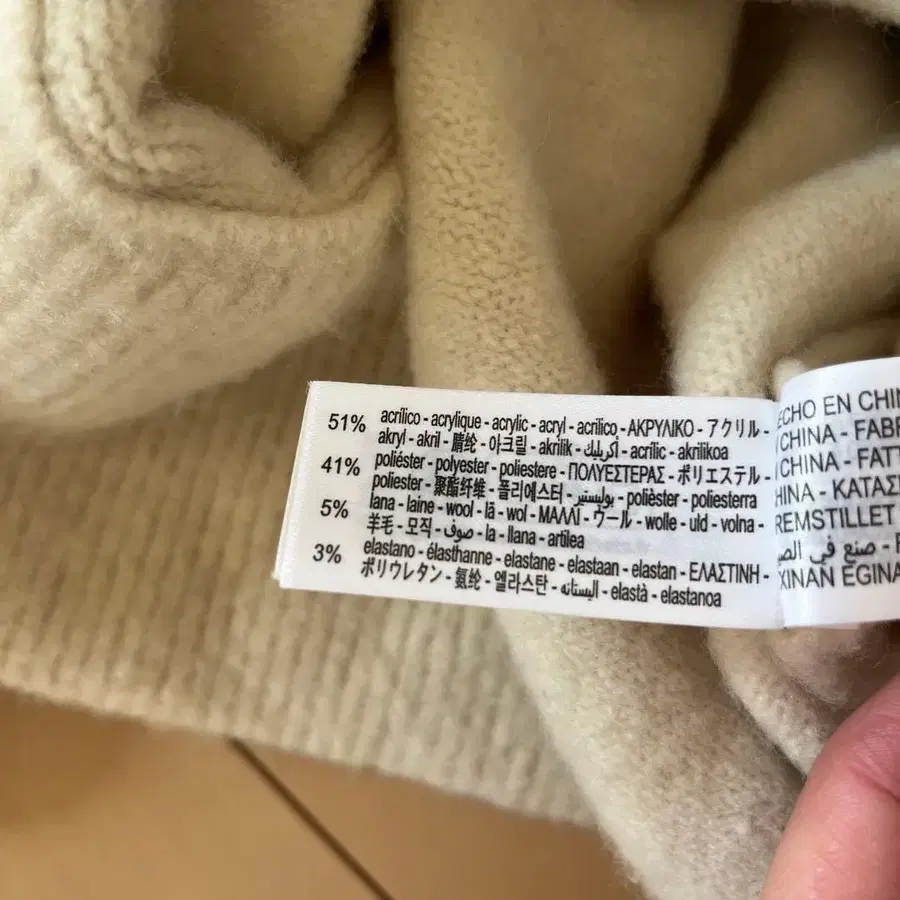 51% acrílico - acrylique - acrylic - acryl - acrilico - ΑΚΡΥΛΙΚΟ - アクリル -
akryl - akril - 腈纶 - 아크릴 - akrilik - أكريليك - acrílic - akrilikoa
41% poliéster - polyester - poliestere - ΠΟΛΥΕΣΤΕΡΑΣ - ポリエステル -
poliester - 聚酯纤维 - 폴리에스터 - بوليستير - polièster - poliesterra
5% lana - laine - wool - lã - wol - ΜΑΛΛΙ - ウール - wolle - uld - volna -
羊毛 - 모직 - صوف - la - llana - artilea
3% elastano - élasthanne - elastane - elastaan - elastan - ΕΛΑΣΤΙΝΗ -
ポリウレタン - 氨纶 - 엘라스탄 - اليستانه - elastà - elastanoa
ECHO EN CHIN
CHINA - FABR
CHINA - FATT
HINA - ΚΑΤΑΣ
REMSTILLET
صنع في الص
XINAN EGINA